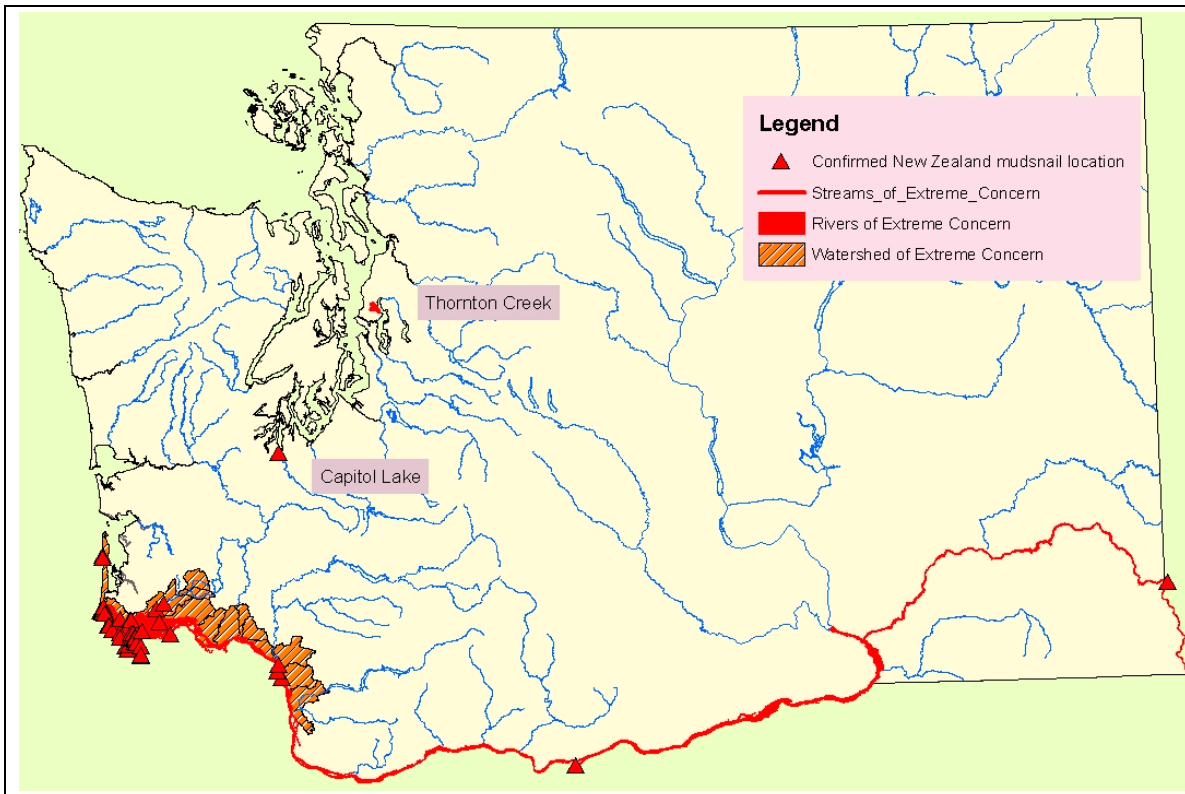 Legend
Confirmed New Zealand mudsnail location
Streams_of_Extreme_Concern
Rivers of Extreme Concern
Watershed of Extreme Concern
Thornton Creek
Capitol Lake